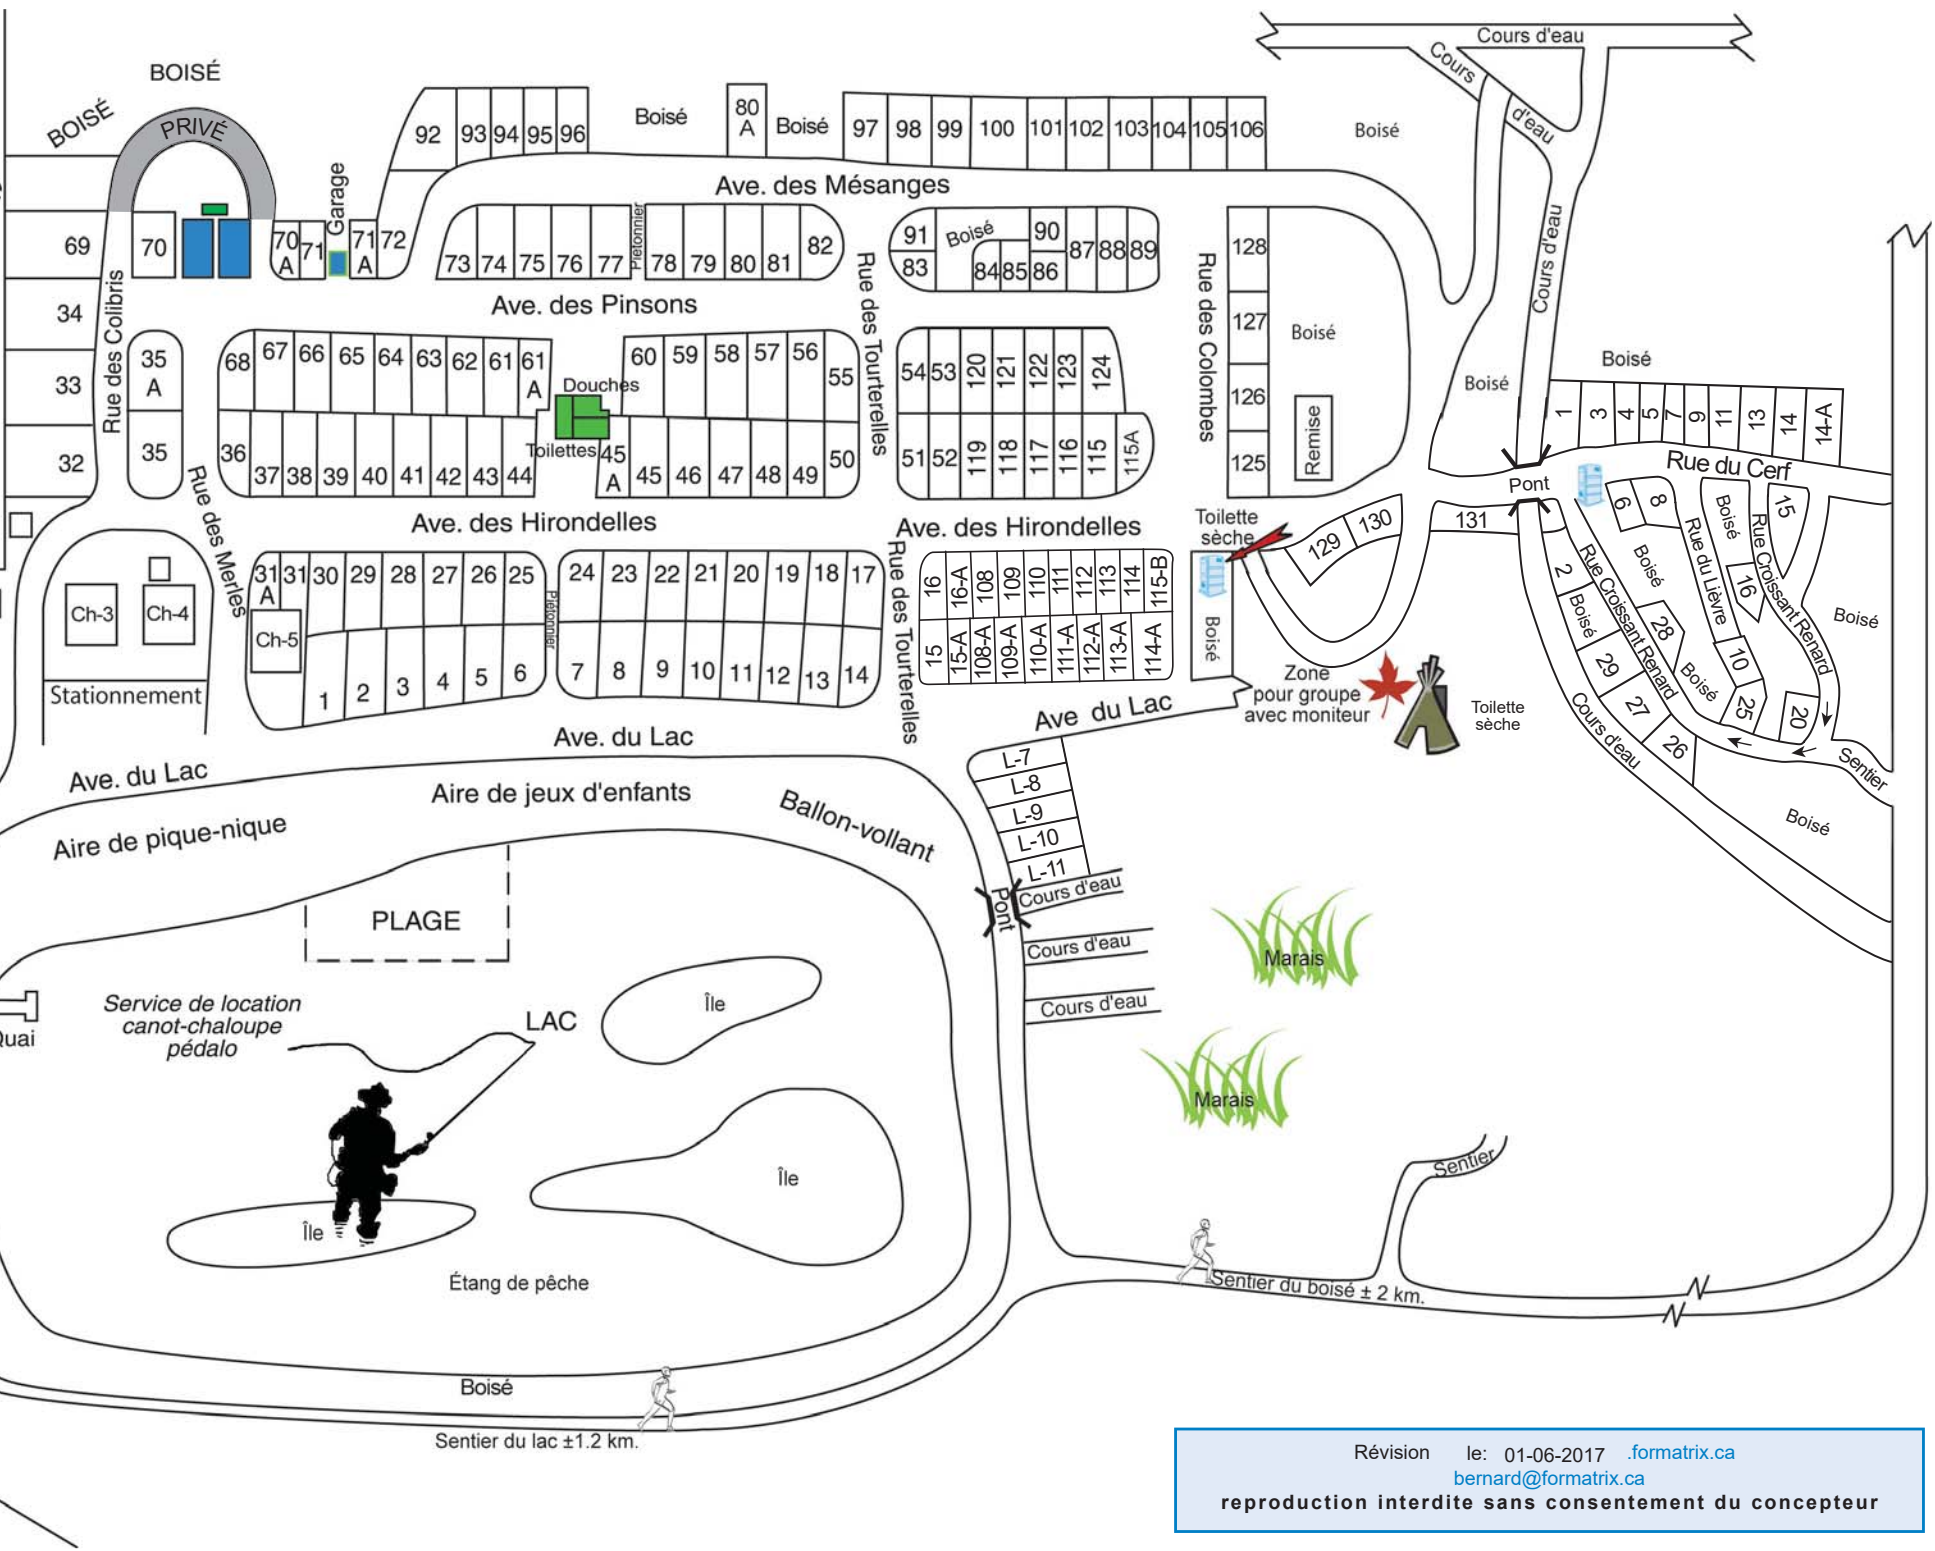 Cours d'eau
Cours
d'eau
Cours d'eau
BOISÉ
BOISÉ
PRIVÉ
Garage
92 93 94 95 96
Boisé
80
A
Boisé
97 98 99 100 101 102 103 104 105 106
Boisé
Ave. des Mésanges
69
70
70
A
71
71
A
72
73 74 75 76 77
Piétonnier
78 79 80 81 82
91
83
Boisé
84 85
90
86
87 88 89
128
127
126
125
Boisé
Remise
Rue des Colibris
34
33
32
Ave. des Pinsons
Rue des Tourterelles
Rue des Colombes
35
A
35
68 67 66 65 64 63 62 61 61
A
Douches
Toilettes
60 59 58 57 56 55
54 53 120 121 122 123 124
36 37 38 39 40 41 42 43 44
45
A
45 46 47 48 49 50
51 52 119 118 117 116 115 115A
Boisé
Boisé
1 3 4 5 7 9 11 13 14 14-A
Rue du Cerf
Pont
Rue des Merles
Ave. des Hirondelles
Ave. des Hirondelles
Toilette
sèche
129 130
131
6 8
Boisé
15
Rue du Lièvre
Rue Croissant Renard
16
Boisé
Boisé
2
Boisé
Rue Croissant Renard
28
29
10
Boisé
27
25
20
26
Cours d'eau
Sentier
Boisé
Ch-3
Ch-4
Ch-5
Stationnement
31
A
31 30 29 28 27 26 25
Piétonnier
24 23 22 21 20 19 18 17
1 2 3 4 5 6
7 8 9 10 11 12 13 14
Rue des Tourterelles
16 16-A 108 109 110 111 112 113 114 115-B
15 15-A 108-A 109-A 110-A 111-A 112-A 113-A 114-A
Boisé
Zone
pour groupe
avec moniteur
Toilette
sèche
Ave du Lac
Ave. du Lac
Ave. du Lac
L-7
L-8
L-9
L-10
L-11
Aire de jeux d'enfants
Ballon-vollant
Aire de pique-nique
Pont
Cours d'eau
Cours d'eau
Cours d'eau
Marais
Marais
PLAGE
Quai
Service de location
canot-chaloupe
pédalo
LAC
Île
Île
Île
Étang de pêche
Sentier
Sentier du boisé ± 2 km.
Boisé
Sentier du lac ±1.2 km.
Révision le: 01-06-2017 .formatrix.ca
bernard@formatrix.ca
reproduction interdite sans consentement du concepteur